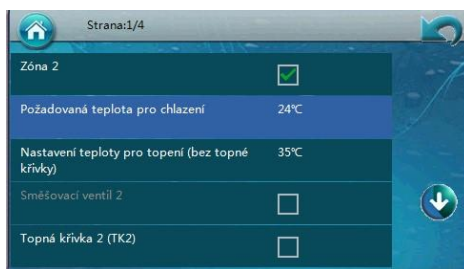 Strana:1/4
Zóna 2
Požadovaná teplota pro chlazení 24℃
Nastavení teploty pro topení (bez topné 35℃
křivky)
Směšovací ventil 2
Topná křivka 2 (TK2)